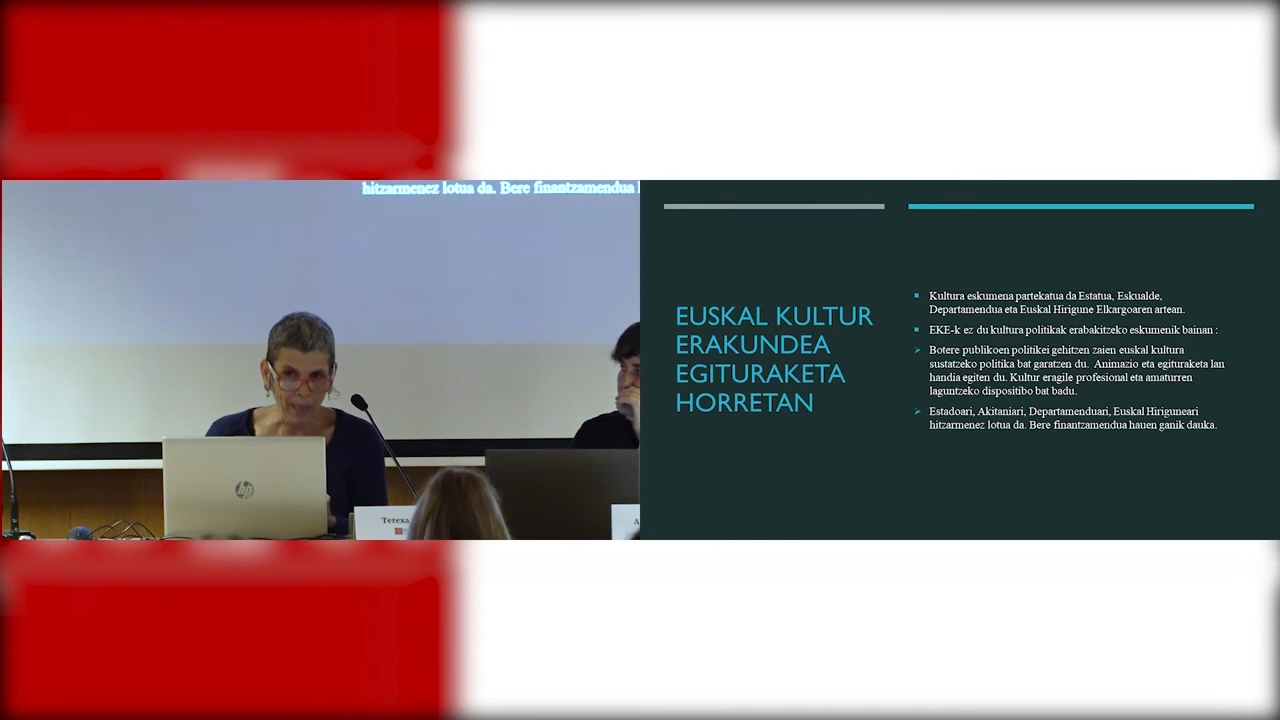 hitzarmenez lotua da. Bere finantzamendua
hp
Terexa
A
EUSKAL KULTUR
ERAKUNDEA
EGITURAKETA
HORRETAN
Kultura eskumena partekatua da Estatua, Eskualde,
Departamendua eta Euskal Hirigune Elkargoaren artean.
EKE-k ez du kultura politikak erabakitzeko eskumenik bainan :
Botere publikoen politikei gehitzen zaien euskal kultura
sustatzeko politika bat garatzen du. Animazio eta egituraketa lan
handia egiten du. Kultur eragile profesional eta amaturren
laguntzeko dispositibo bat badu.
Estadoari, Akitaniari, Departamenduari, Euskal Hiriguneari
hitzarmenez lotua da. Bere finantzamendua hauen ganik dauka.